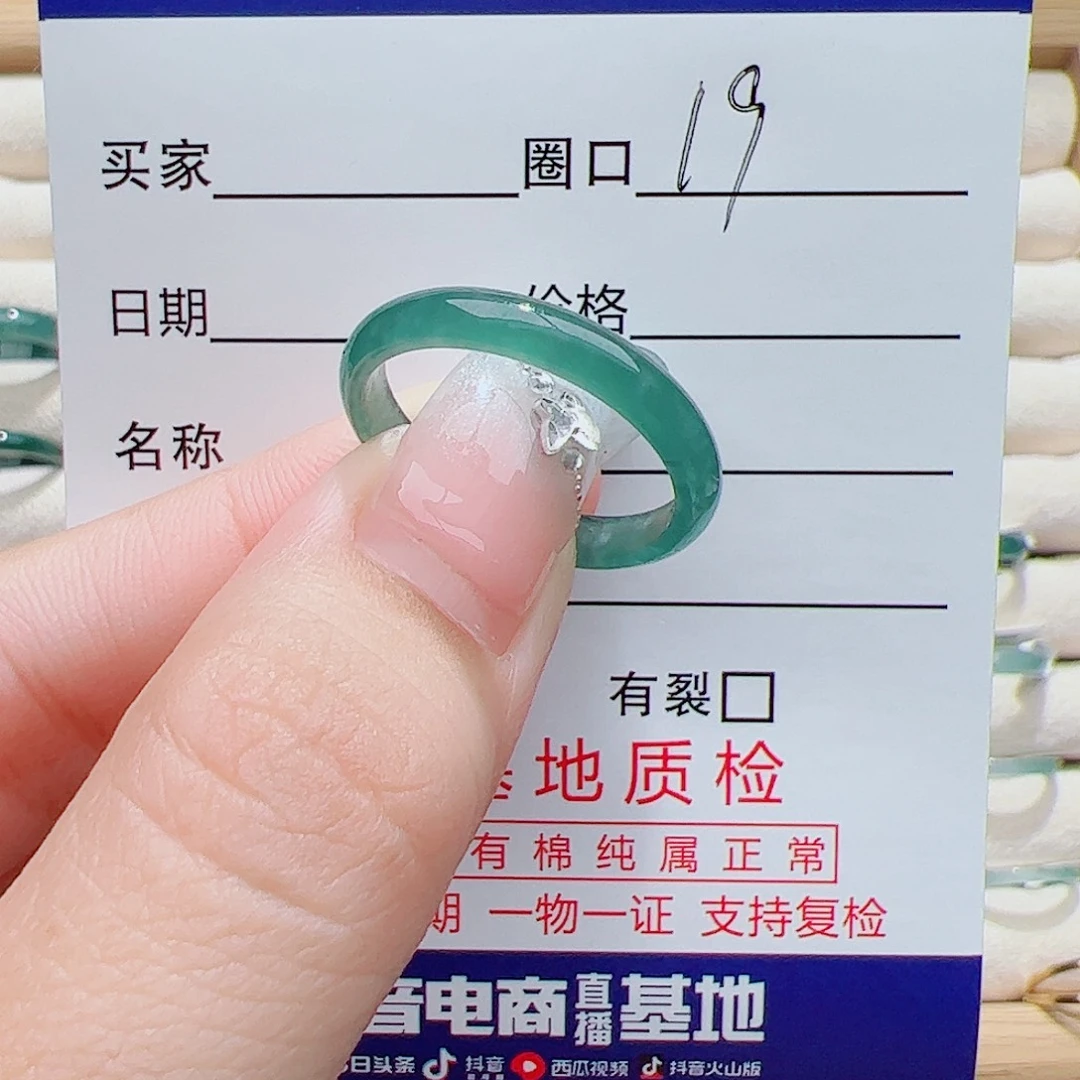 买家 圈口 19
日期 价格
名称
有裂□
地质检
有棉纯属正常
期 一物一证 支持复检
音电商直播基地
日头条 抖音 西瓜视频 抖音火山版